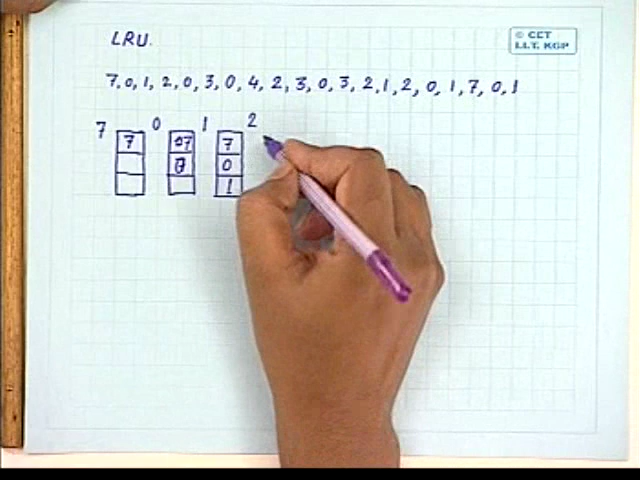 LRU.
© CET
I.I.T. KGP
7, 0, 1, 2, 0, 3, 0, 4, 2, 3, 0, 3, 2, 1, 2, 0, 1, 7, 0, 1
7 0 1 2
7 07 7
0 0
1